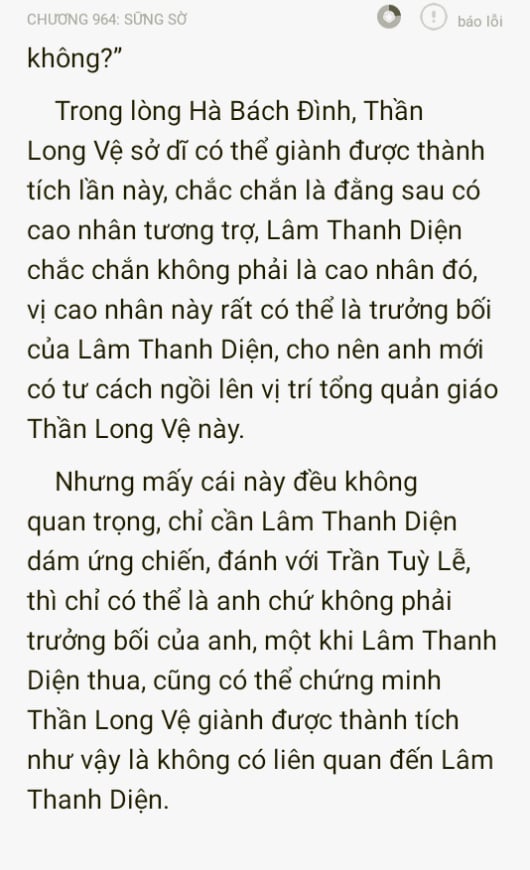 CHƯƠNG 964: SỮNG SỜ
báo lỗi
không?”
Trong lòng Hà Bách Đình, Thần
Long Vệ sở dĩ có thể giành được thành
tích lần này, chắc chắn là đằng sau có
cao nhân tương trợ, Lâm Thanh Diện
chắc chắn không phải là cao nhân đó,
vị cao nhân này rất có thể là trưởng bối
của Lâm Thanh Diện, cho nên anh mới
có tư cách ngồi lên vị trí tổng quản giáo
Thần Long Vệ này.
Nhưng mấy cái này đều không
quan trọng, chỉ cần Lâm Thanh Diện
dám ứng chiến, đánh với Trần Tuỳ Lễ,
thì chỉ có thể là anh chứ không phải
trưởng bối của anh, một khi Lâm Thanh
Diện thua, cũng có thể chứng minh
Thần Long Vệ giành được thành tích
như vậy là không có liên quan đến Lâm
Thanh Diện.